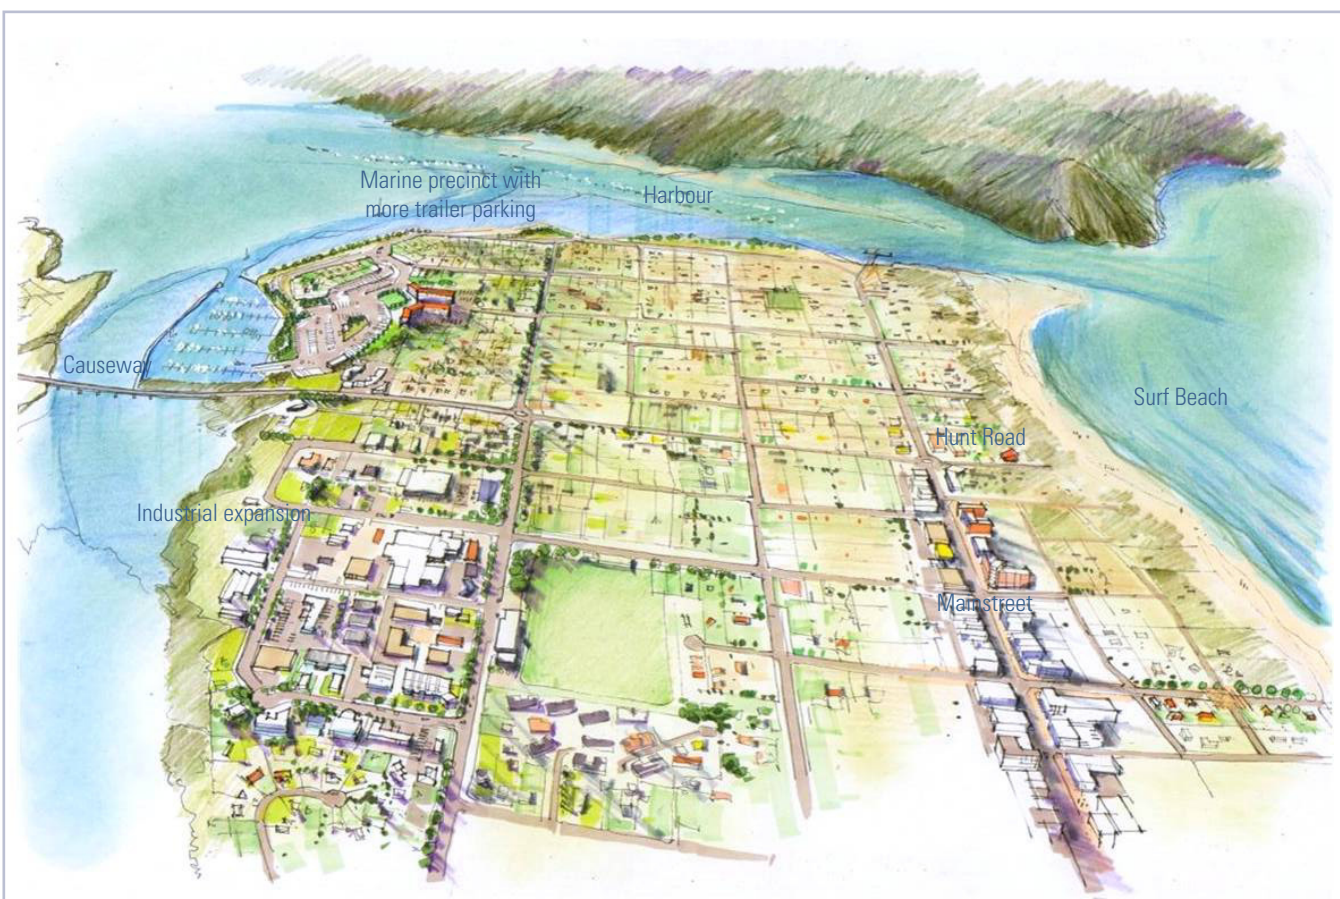 Marine precinct with
more trailer parking
Harbour
Causeway
Surf Beach
Hunt Road
Industrial expansion
Mainstreet